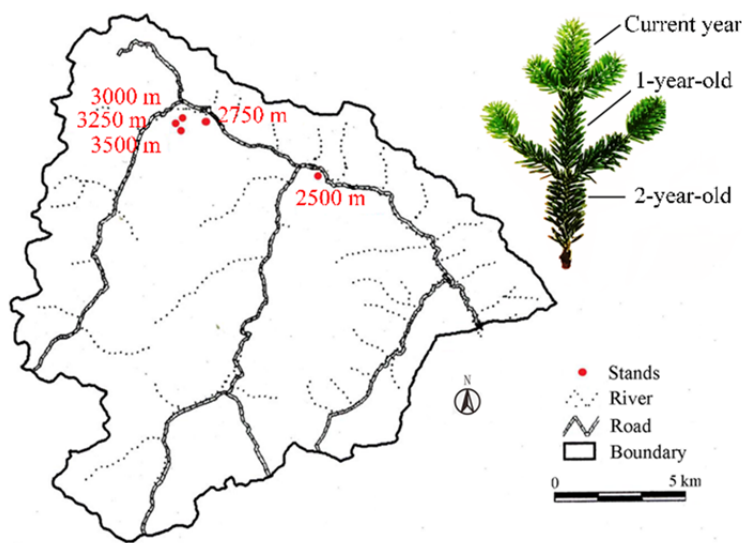 Current year
1-year-old
2-year-old
3000 m
3250 m
3500 m
2750 m
2500 m
N
Stands
River
Road
Boundary
0 5 km